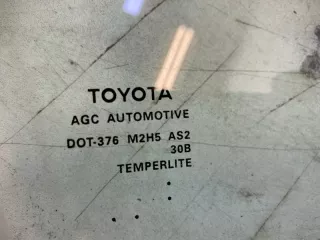 TOYOTA
AGC AUTOMOTIVE
DOT-376 M2H5 AS2
30B
TEMPERLITE